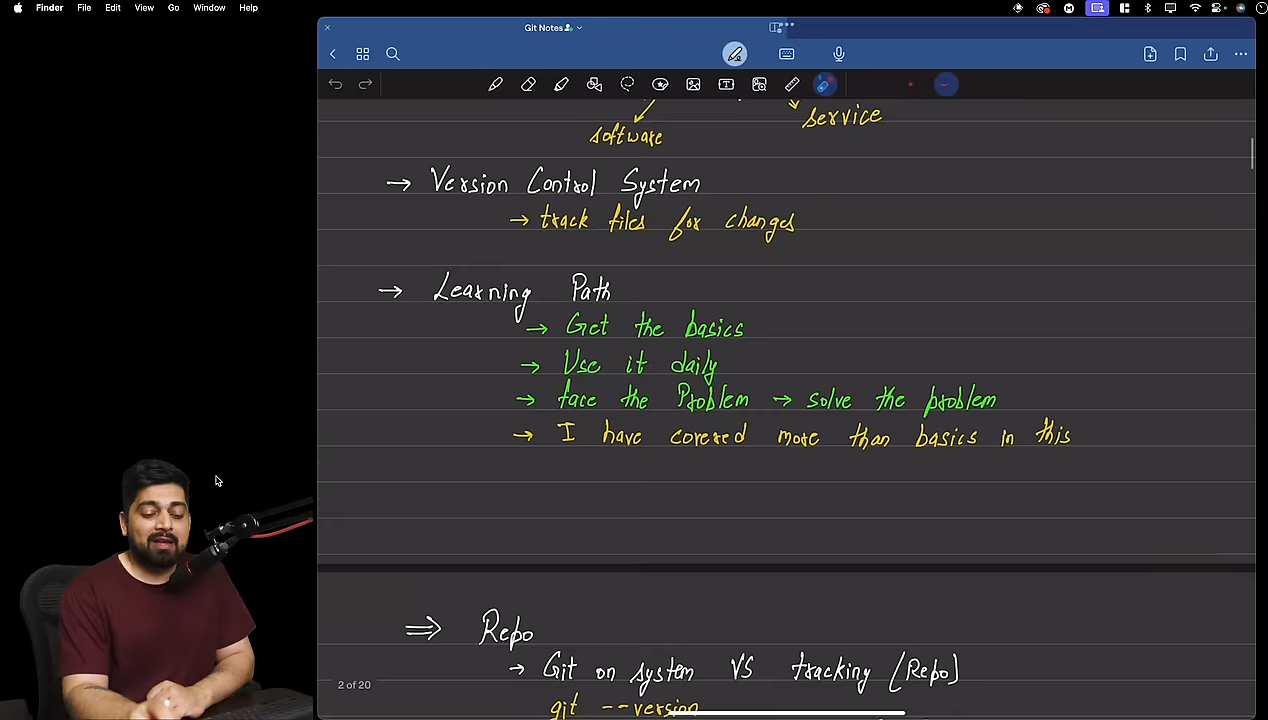 Finder File Edit View Go Window Help
Git Notes
software
service
→ Version Control System
→ track files for changes
→ Learning Path
→ Get the basics
→ Use it daily
→ face the Problem → solve the problem
→ I have covered more than basics in this
⇒ Repo
→ Git on system VS tracking (Repo)
2 of 20
git --version